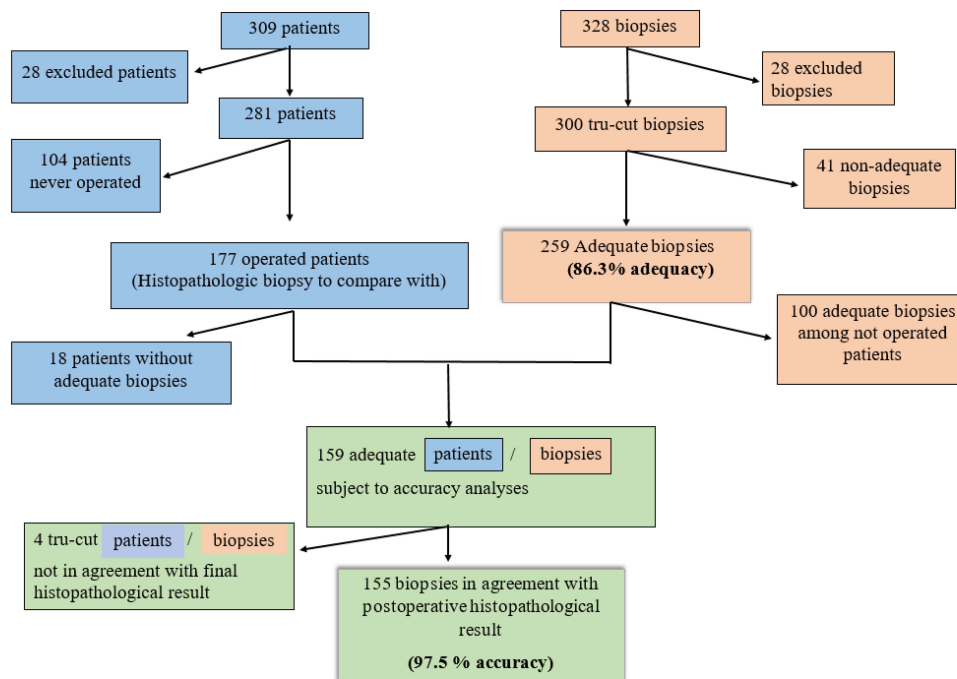 309 patients
328 biopsies
28 excluded patients
28 excluded
biopsies
281 patients
300 tru-cut biopsies
104 patients
never operated
41 non-adequate
biopsies
177 operated patients
(Histopathologic biopsy to compare with)
259 Adequate biopsies
(86.3% adequacy)
18 patients without
adequate biopsies
100 adequate biopsies
among not operated
patients
159 adequate patients / biopsies
subject to accuracy analyses
4 tru-cut patients / biopsies
not in agreement with final
histopathological result
155 biopsies in agreement with
postoperative histopathological
result
(97.5 % accuracy)